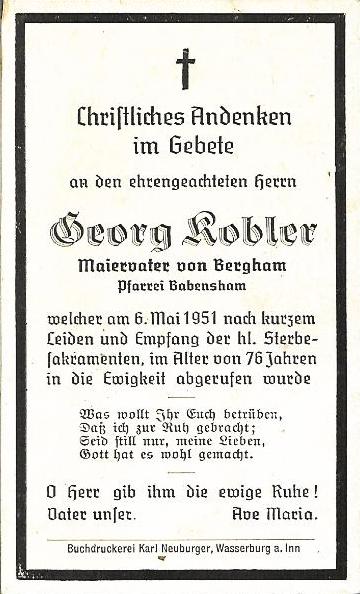 Christliches Andenken
im Gebete
an den ehrengeachteten Herrn
Georg Kobler
Maiervater von Bergham
Pfarrei Babensham
welcher am 6. Mai 1951 nach kurzem
Leiden und Empfang der hl. Sterbe-
sakramenten, im Alter von 76 Jahren
in die Ewigkeit abgerufen wurde
Was wollt Ihr Euch betrüben,
Daß ich zur Ruh gebracht;
Seid still nur, meine Lieben,
Gott hat es wohl gemacht.
O Herr gib ihm die ewige Ruhe!
Vater unser. Ave Maria.
Buchdruckerei Karl Neuburger, Wasserburg a. Inn